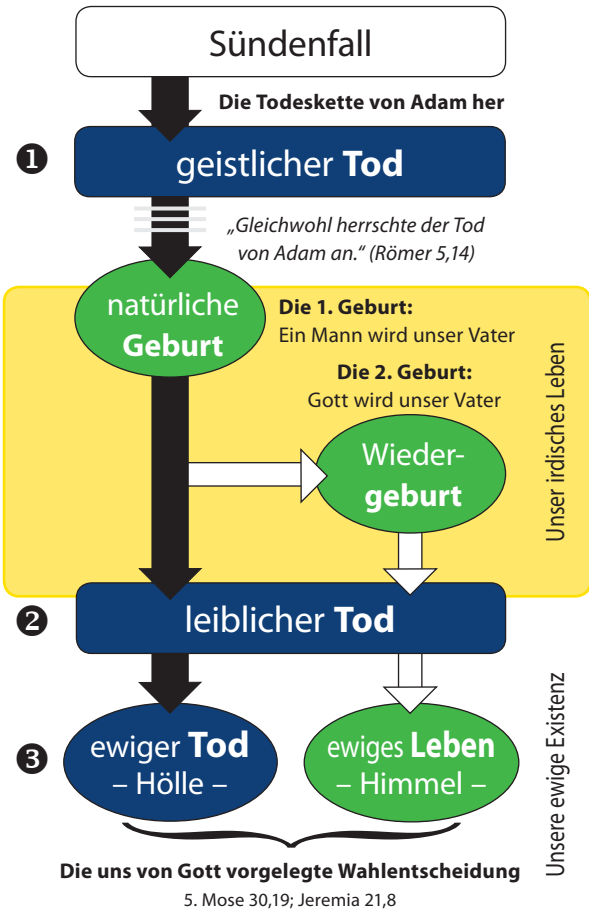 Sündenfall
Die Todeskette von Adam her
❶
geistlicher Tod
„Gleichwohl herrschte der Tod
von Adam an.“ (Römer 5,14)
natürliche
Geburt
Die 1. Geburt:
Ein Mann wird unser Vater
Die 2. Geburt:
Gott wird unser Vater
Wieder-
geburt
Unser irdisches Leben
❷
leiblicher Tod
❸
ewiger Tod
– Hölle –
ewiges Leben
– Himmel –
Unsere ewige Existenz
Die uns von Gott vorgelegte Wahlentscheidung
5. Mose 30,19; Jeremia 21,8